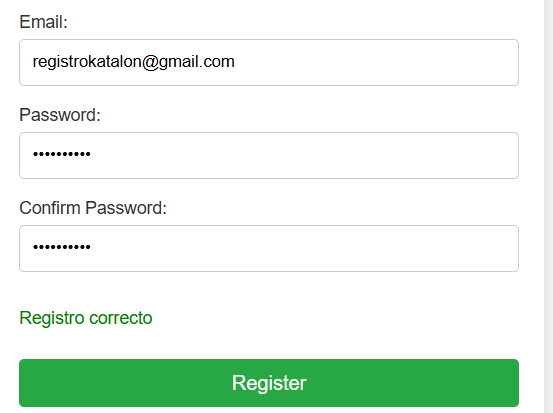 Email:
registrokatalon@gmail.com
Password:
••••••••••
Confirm Password:
••••••••••
Registro correcto
Register